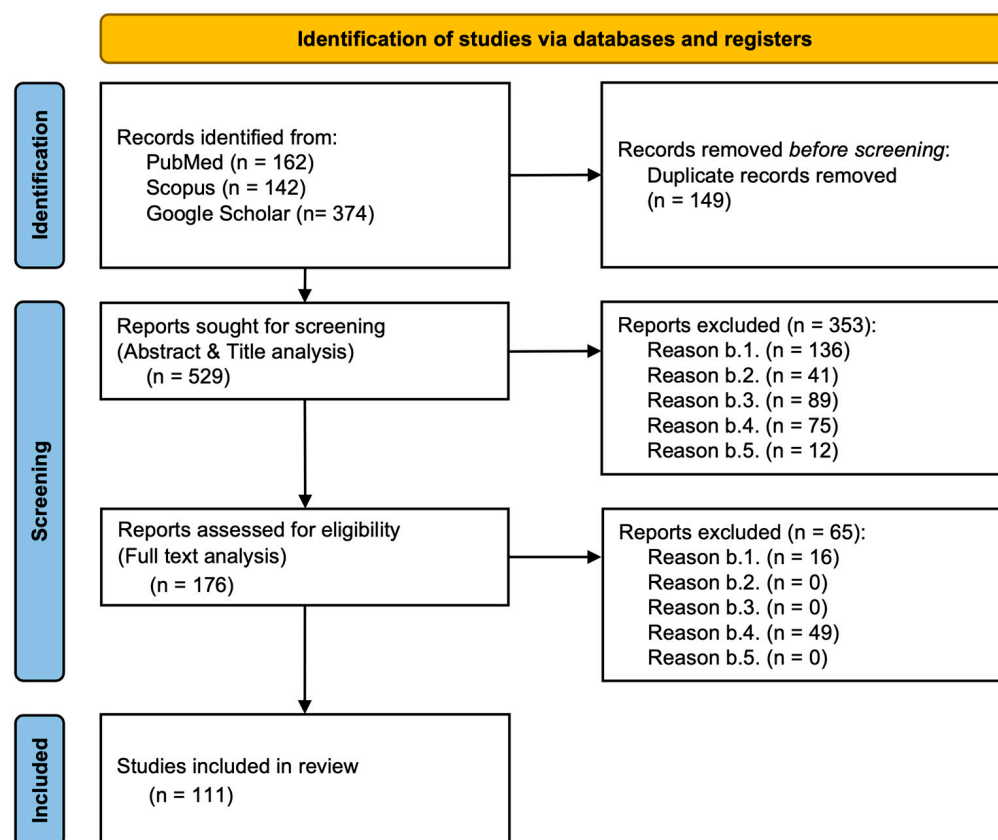 Identification of studies via databases and registers
Identification
Records identified from:
PubMed (n = 162)
Scopus (n = 142)
Google Scholar (n= 374)
Records removed before screening:
Duplicate records removed
(n = 149)
Screening
Reports sought for screening
(Abstract & Title analysis)
(n = 529)
Reports excluded (n = 353):
Reason b.1. (n = 136)
Reason b.2. (n = 41)
Reason b.3. (n = 89)
Reason b.4. (n = 75)
Reason b.5. (n = 12)
Reports assessed for eligibility
(Full text analysis)
(n = 176)
Reports excluded (n = 65):
Reason b.1. (n = 16)
Reason b.2. (n = 0)
Reason b.3. (n = 0)
Reason b.4. (n = 49)
Reason b.5. (n = 0)
Included
Studies included in review
(n = 111)